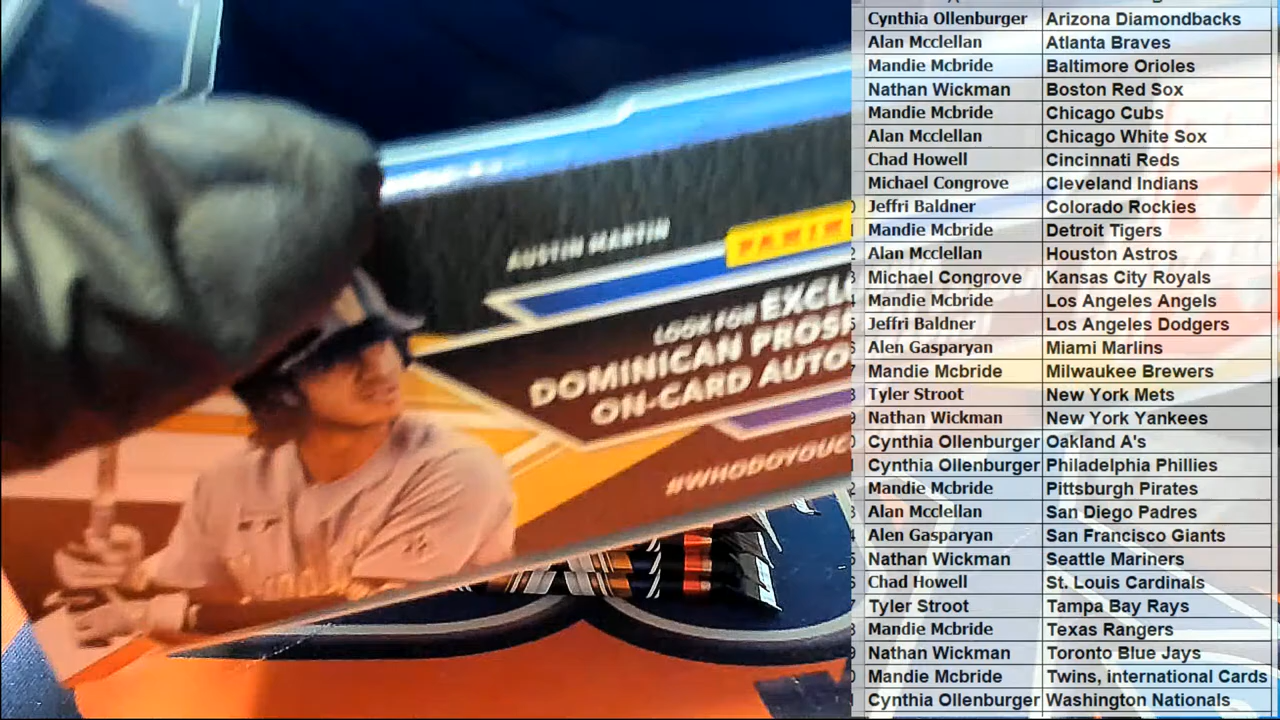 AUSTIN MARTIN
PANINI
LOOK FOR EXCL
DOMINICAN PROSP
ON-CARD AUTO
#WHODOYOUC
Cynthia Ollenburger Arizona Diamondbacks
Alan Mcclellan Atlanta Braves
Mandie Mcbride Baltimore Orioles
Nathan Wickman Boston Red Sox
Mandie Mcbride Chicago Cubs
Alan Mcclellan Chicago White Sox
Chad Howell Cincinnati Reds
Michael Congrove Cleveland Indians
Jeffri Baldner Colorado Rockies
Mandie Mcbride Detroit Tigers
Alan Mcclellan Houston Astros
Michael Congrove Kansas City Royals
Mandie Mcbride Los Angeles Angels
Jeffri Baldner Los Angeles Dodgers
Alen Gasparyan Miami Marlins
Mandie Mcbride Milwaukee Brewers
Tyler Stroot New York Mets
Nathan Wickman New York Yankees
Cynthia Ollenburger Oakland A's
Cynthia Ollenburger Philadelphia Phillies
Mandie Mcbride Pittsburgh Pirates
Alan Mcclellan San Diego Padres
Alen Gasparyan San Francisco Giants
Nathan Wickman Seattle Mariners
Chad Howell St. Louis Cardinals
Tyler Stroot Tampa Bay Rays
Mandie Mcbride Texas Rangers
Nathan Wickman Toronto Blue Jays
Mandie Mcbride Twins, international Cards
Cynthia Ollenburger Washington Nationals